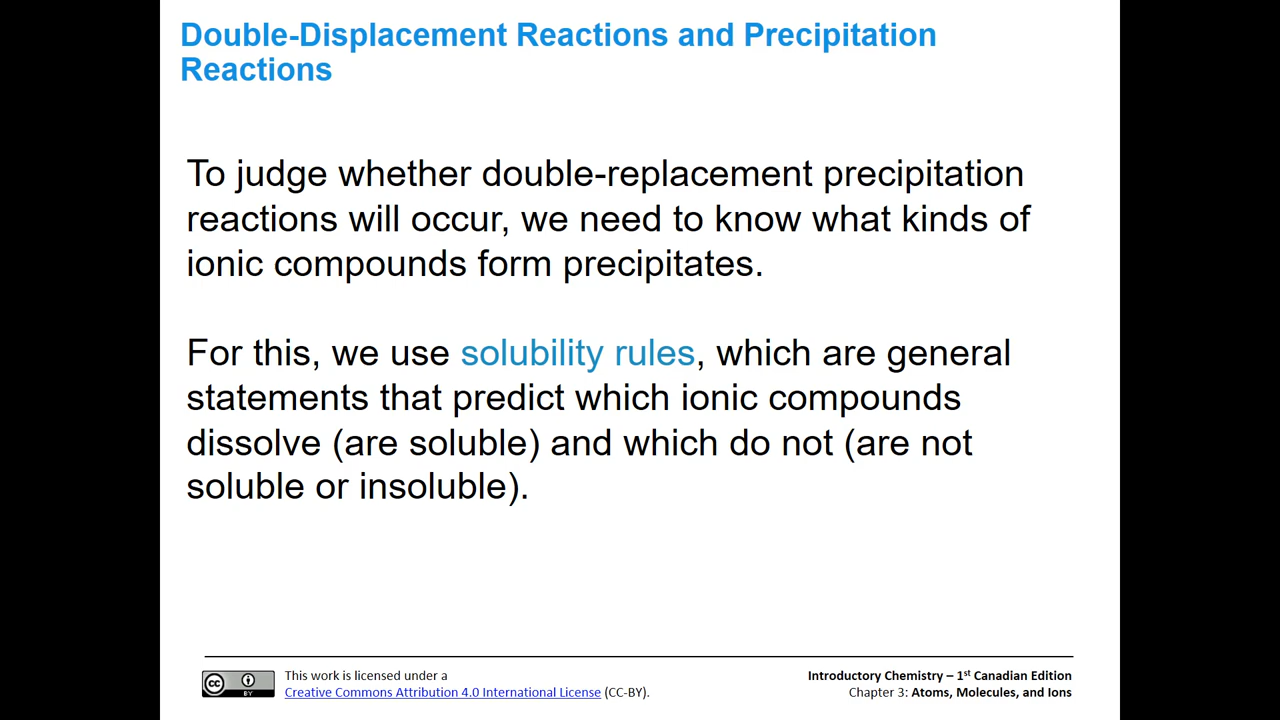 Double-Displacement Reactions and Precipitation
Reactions
To judge whether double-replacement precipitation
reactions will occur, we need to know what kinds of
ionic compounds form precipitates.
For this, we use solubility rules, which are general
statements that predict which ionic compounds
dissolve (are soluble) and which do not (are not
soluble or insoluble).
cc BY
This work is licensed under a
Creative Commons Attribution 4.0 International License (CC-BY).
Introductory Chemistry – 1st Canadian Edition
Chapter 3: Atoms, Molecules, and Ions